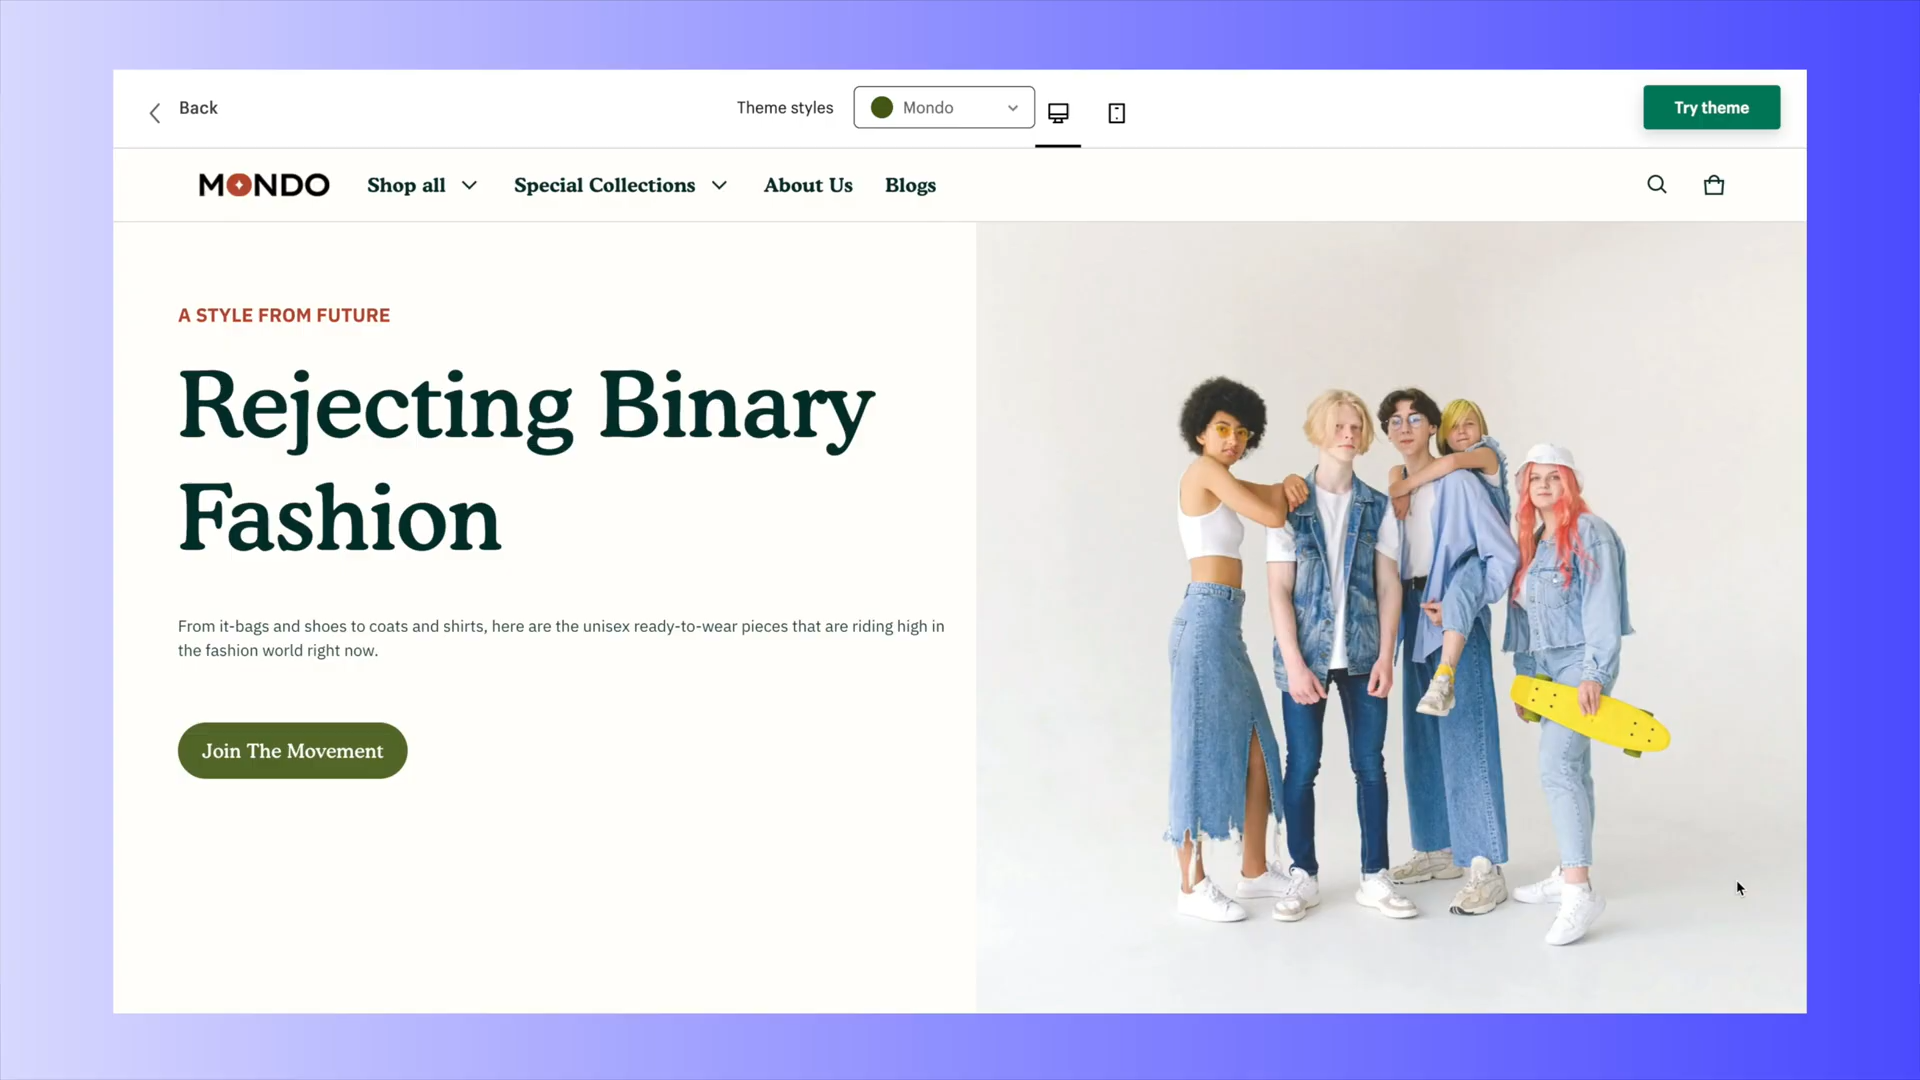 Back
Theme styles
Mondo
Try theme
MONDO
Shop all
Special Collections
About Us
Blogs
A STYLE FROM FUTURE
Rejecting Binary
Fashion
From it-bags and shoes to coats and shirts, here are the unisex ready-to-wear pieces that are riding high in
the fashion world right now.
Join The Movement